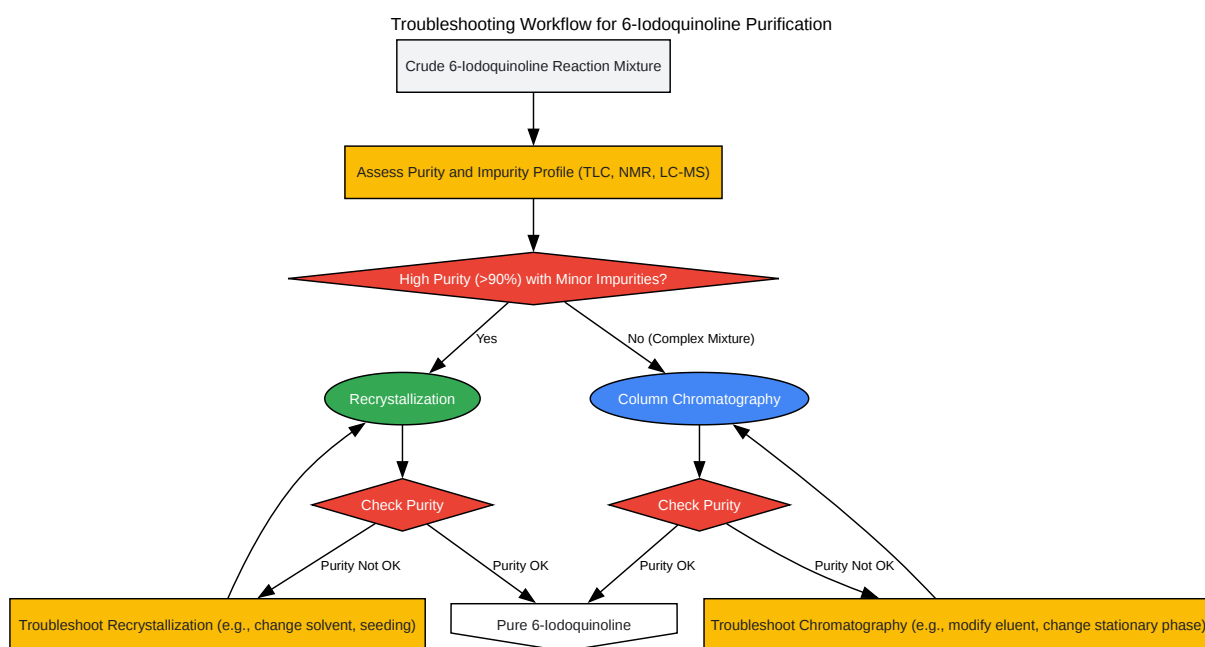 Troubleshooting Workflow for 6-Iodoquinoline Purification
Crude 6-Iodoquinoline Reaction Mixture
Assess Purity and Impurity Profile (TLC, NMR, LC-MS)
High Purity (>90%) with Minor Impurities?
Yes
No (Complex Mixture)
Recrystallization
Column Chromatography
Check Purity
Check Purity
Purity Not OK
Purity OK
Purity OK
Purity Not OK
Troubleshoot Recrystallization (e.g., change solvent, seeding)
Pure 6-Iodoquinoline
Troubleshoot Chromatography (e.g., modify eluent, change stationary phase)